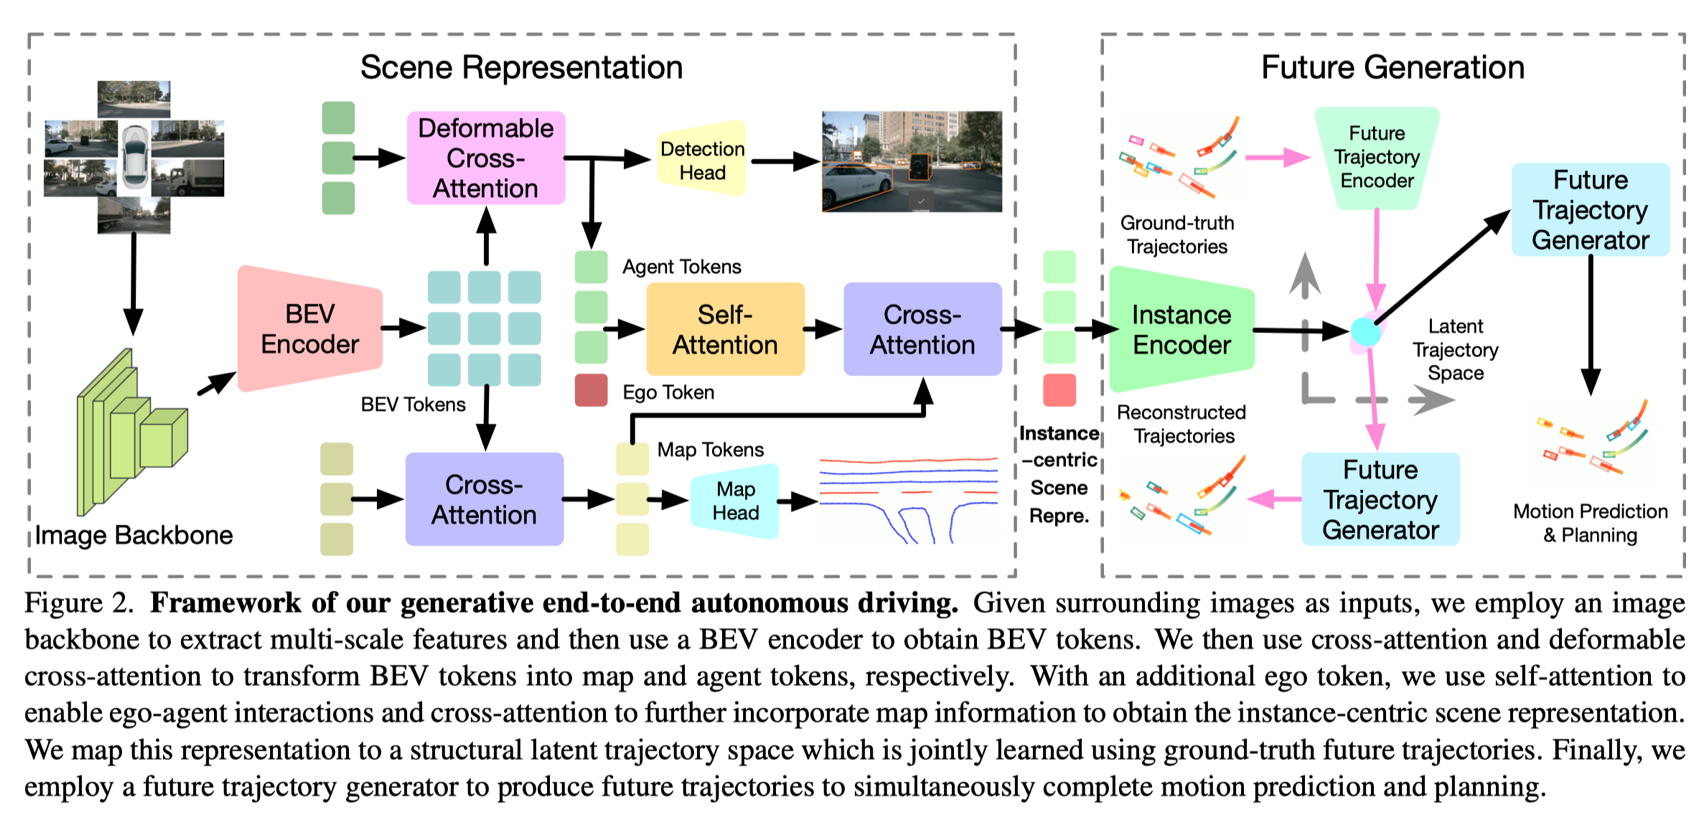 Scene Representation
Future Generation
Deformable
Cross-
Attention
Detection
Head
Future
Trajectory
Encoder
Future
Trajectory
Generator
Ground-truth
Trajectories
Agent Tokens
BEV
Encoder
Self-
Attention
Cross-
Attention
Instance
Encoder
Latent
Trajectory
Space
BEV Tokens
Ego Token
Reconstructed
Trajectories
Map Tokens
Instance
-centric
Scene
Repre.
Cross-
Attention
Map
Head
Future
Trajectory
Generator
Motion Prediction
& Planning
Image Backbone
Figure 2. Framework of our generative end-to-end autonomous driving. Given surrounding images as inputs, we employ an image
backbone to extract multi-scale features and then use a BEV encoder to obtain BEV tokens. We then use cross-attention and deformable
cross-attention to transform BEV tokens into map and agent tokens, respectively. With an additional ego token, we use self-attention to
enable ego-agent interactions and cross-attention to further incorporate map information to obtain the instance-centric scene representation.
We map this representation to a structural latent trajectory space which is jointly learned using ground-truth future trajectories. Finally, we
employ a future trajectory generator to produce future trajectories to simultaneously complete motion prediction and planning.